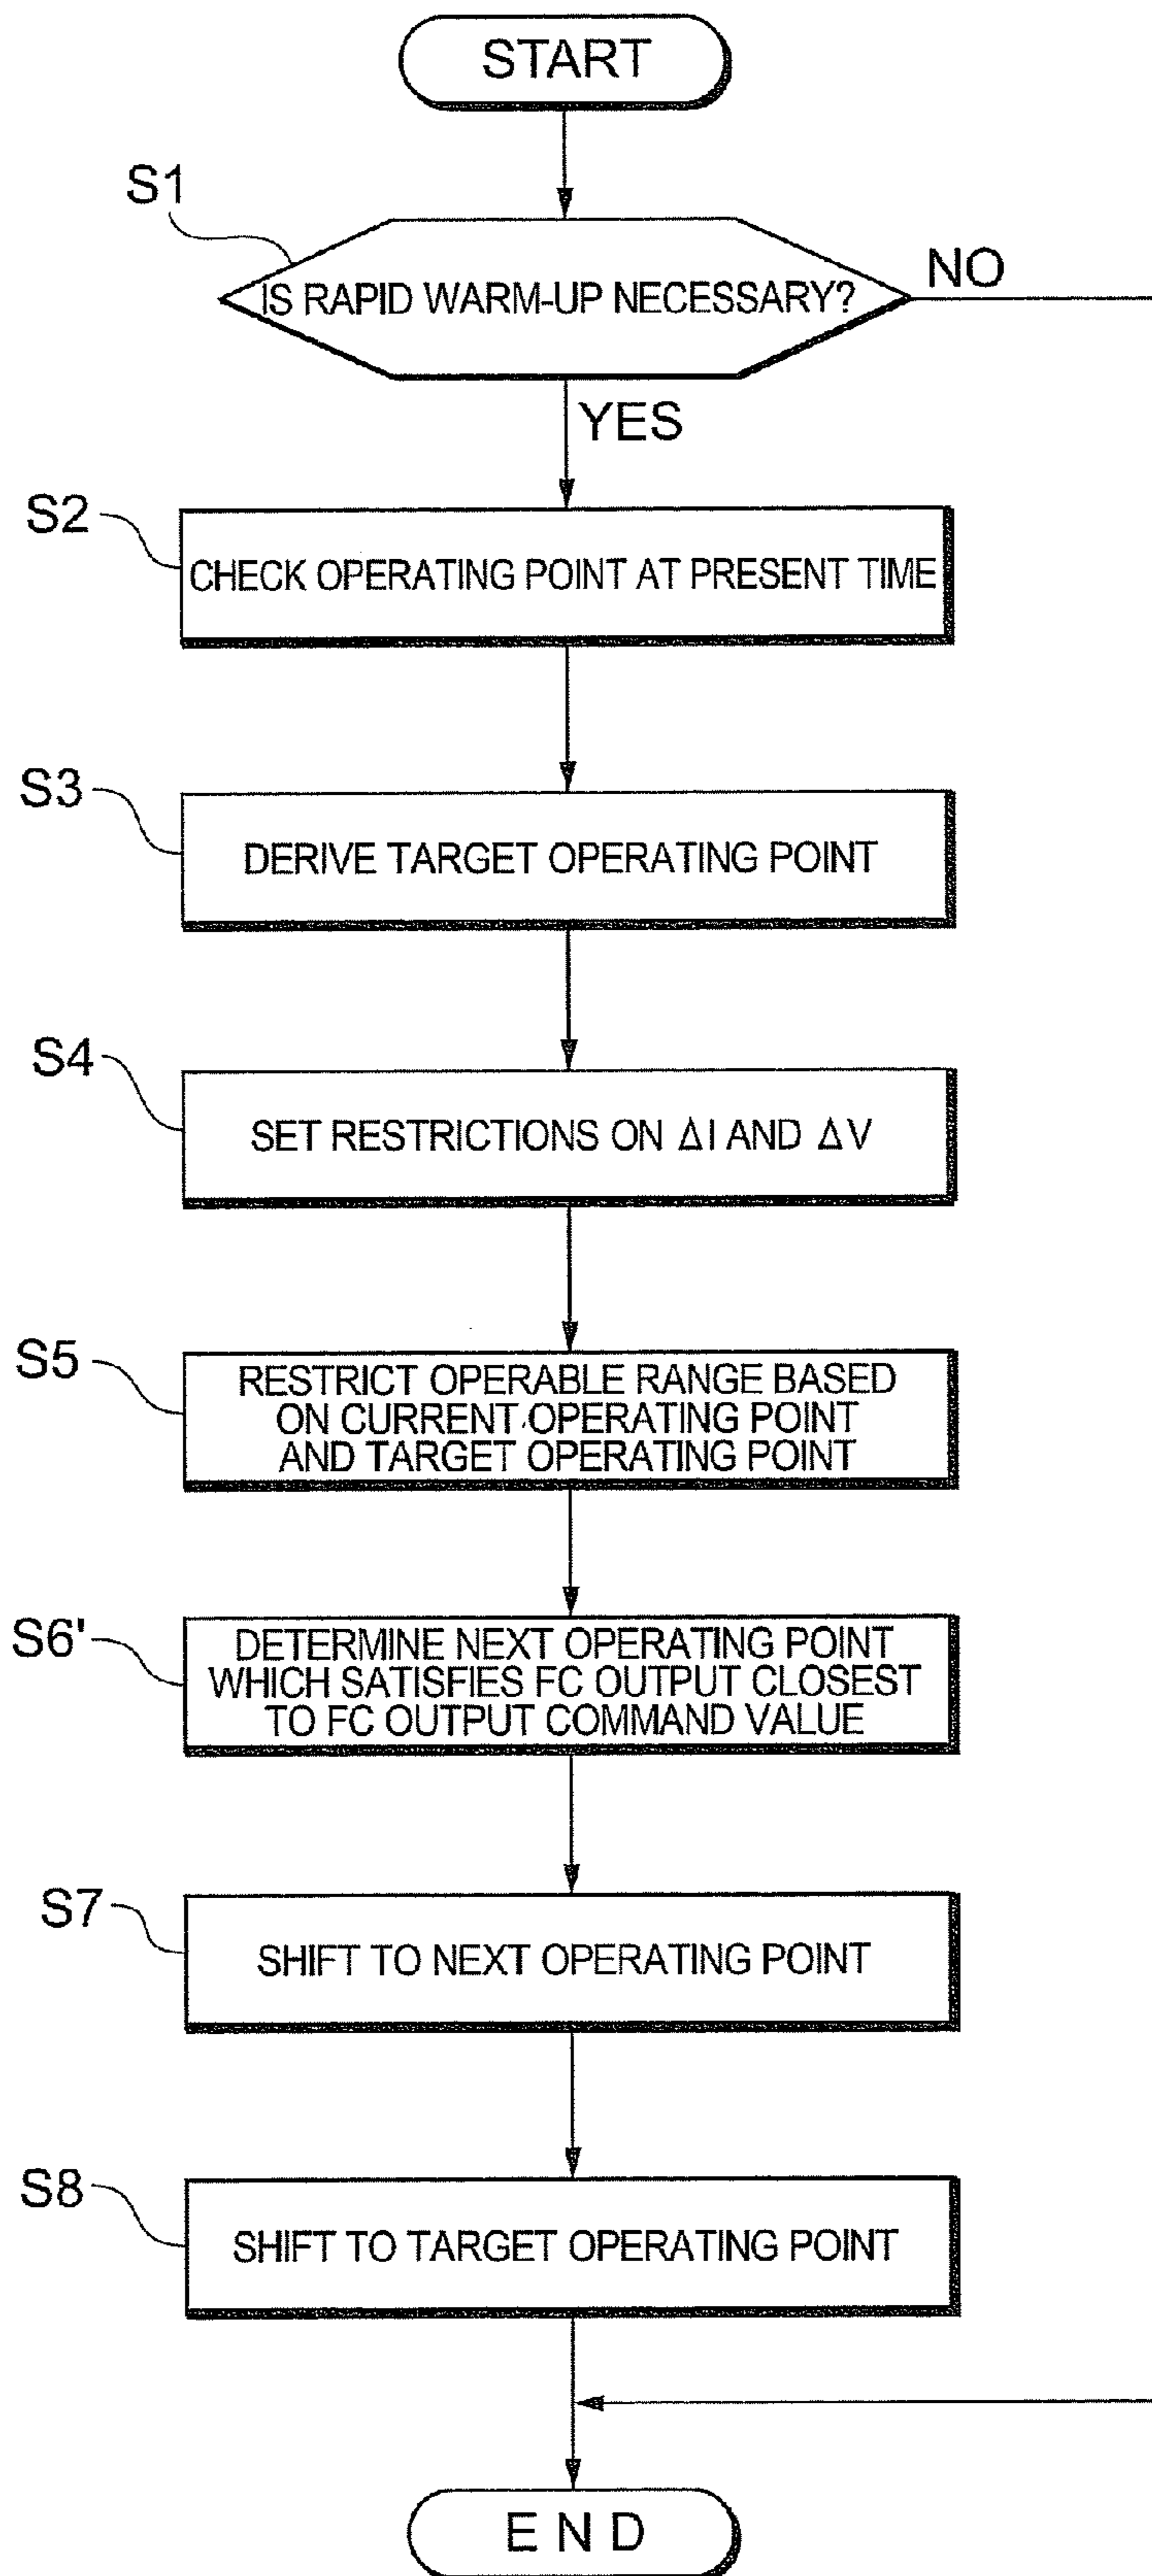 START
S1
IS RAPID WARM-UP NECESSARY?
NO
YES
S2
CHECK OPERATING POINT AT PRESENT TIME
S3
DERIVE TARGET OPERATING POINT
S4
SET RESTRICTIONS ON ΔI AND ΔV
S5
RESTRICT OPERABLE RANGE BASED
ON CURRENT OPERATING POINT
AND TARGET OPERATING POINT
S6'
DETERMINE NEXT OPERATING POINT
WHICH SATISFIES FC OUTPUT CLOSEST
TO FC OUTPUT COMMAND VALUE
S7
SHIFT TO NEXT OPERATING POINT
S8
SHIFT TO TARGET OPERATING POINT
END